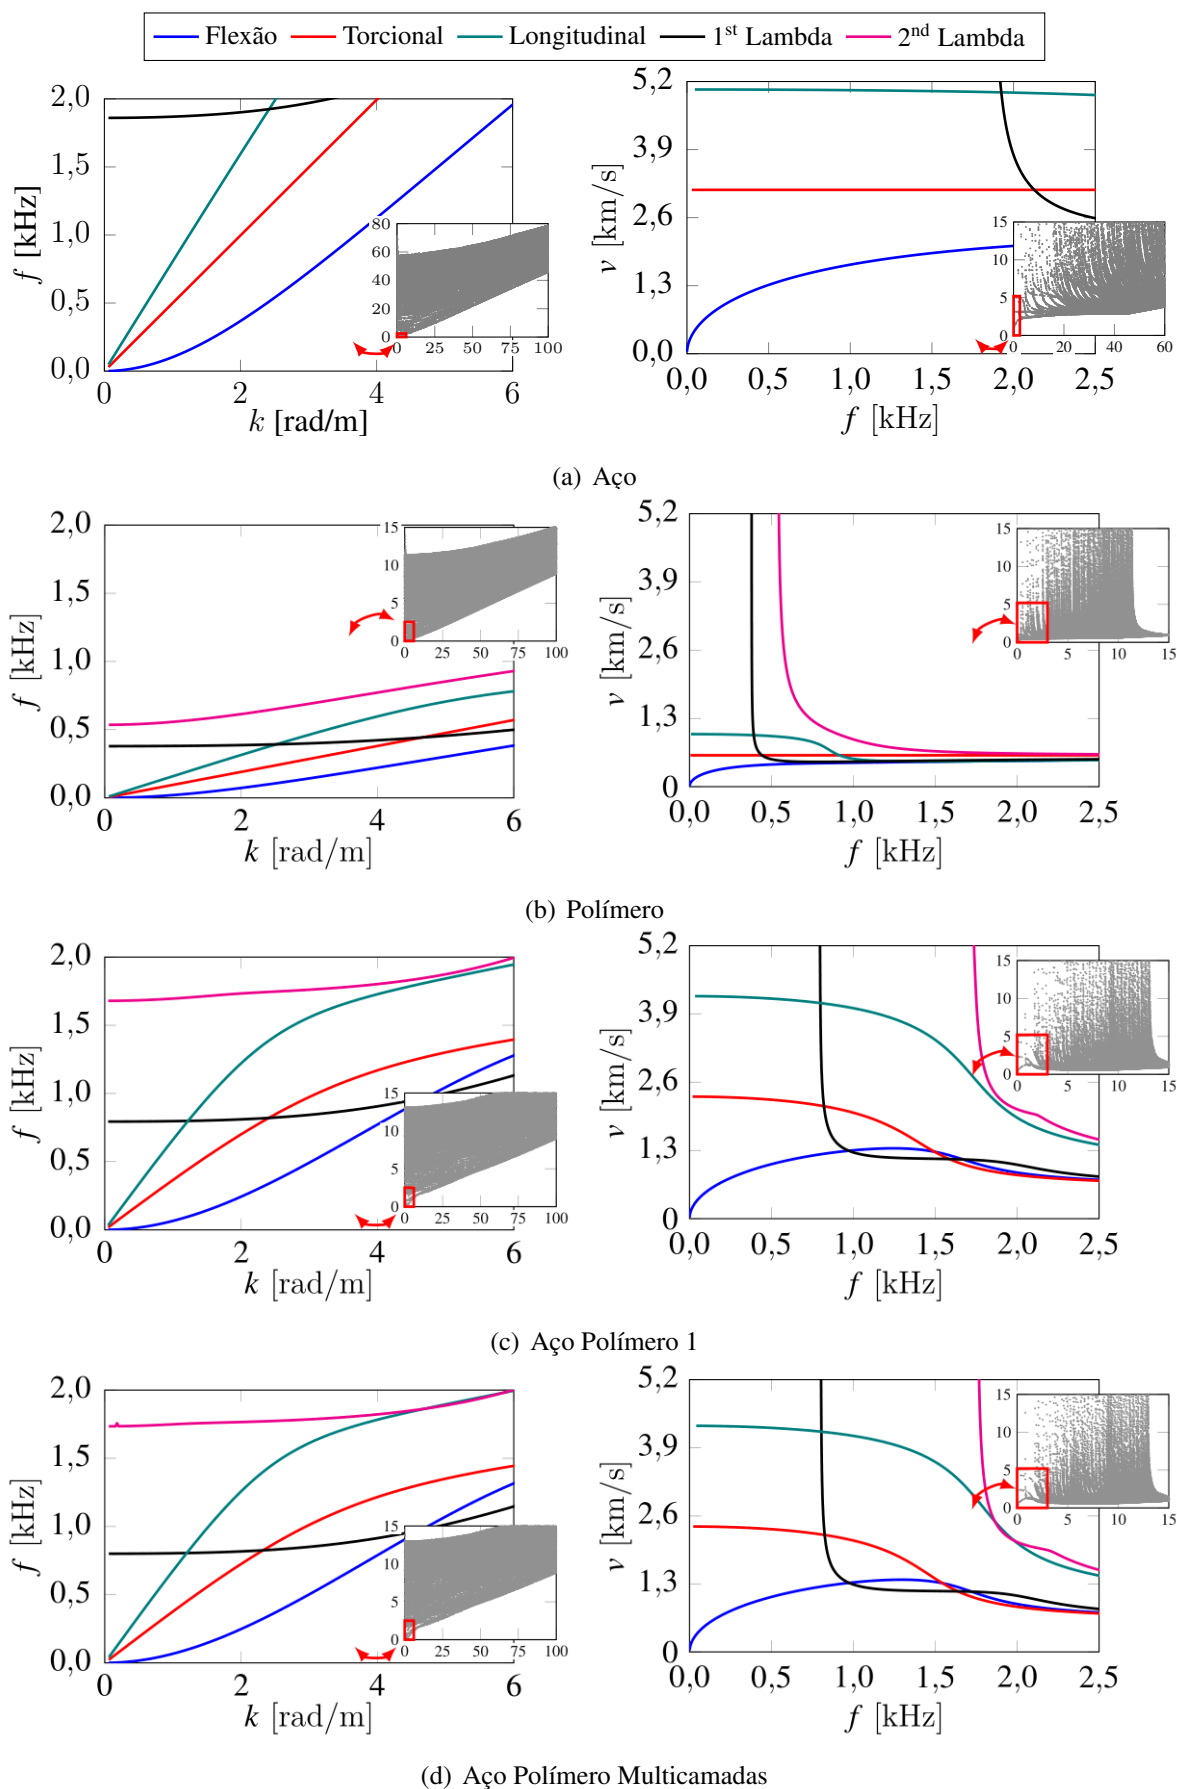 Flexão Torcional Longitudinal 1st Lambda 2nd Lambda
2,0
1,5
1,0
0,5
0,0
f [kHz]
2 4 6
k [rad/m]
80
60
40
20
0
0 25 50 75 100
5,2
3,9
2,6
1,3
0,0
v [km/s]
0,0 0,5 1,0 1,5 2,0 2,5
f [kHz]
15
10
5
0
0 20 40 60
(a) Aço
2,0
1,5
1,0
0,5
0,0
f [kHz]
0 2 4 6
k [rad/m]
15
10
5
0
0 25 50 75 100
5,2
3,9
2,6
1,3
0
v [km/s]
0,0 0,5 1,0 1,5 2,0 2,5
f [kHz]
15
10
5
0
0 5 10 15
(b) Polímero
2,0
1,5
1,0
0,5
0,0
f [kHz]
0 2 4 6
k [rad/m]
15
10
5
0
0 25 50 75 100
5,2
3,9
2,6
1,3
0
v [km/s]
0,0 0,5 1,0 1,5 2,0 2,5
f [kHz]
15
10
5
0
0 5 10 15
(c) Aço Polímero 1
2,0
1,5
1,0
0,5
0,0
f [kHz]
0 2 4 6
k [rad/m]
15
10
5
0
0 25 50 75 100
5,2
3,9
2,6
1,3
0
v [km/s]
0,0 0,5 1,0 1,5 2,0 2,5
f [kHz]
15
10
5
0
0 5 10 15
(d) Aço Polímero Multicamadas